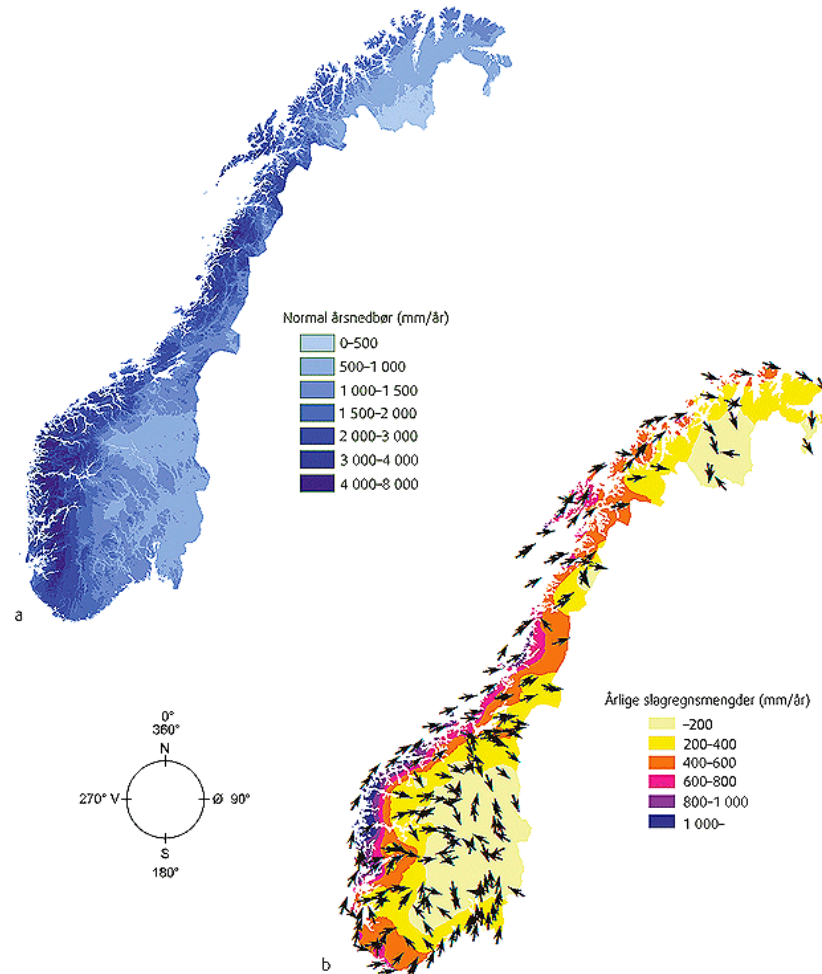 Normal årsnedbør (mm/år)
0–500
500–1 000
1 000–1 500
1 500–2 000
2 000–3 000
3 000–4 000
4 000–8 000
a
0°
360°
N
270° V
Ø 90°
S
180°
Årlige slagregnsmengder (mm/år)
–200
200–400
400–600
600–800
800–1 000
1 000–
b